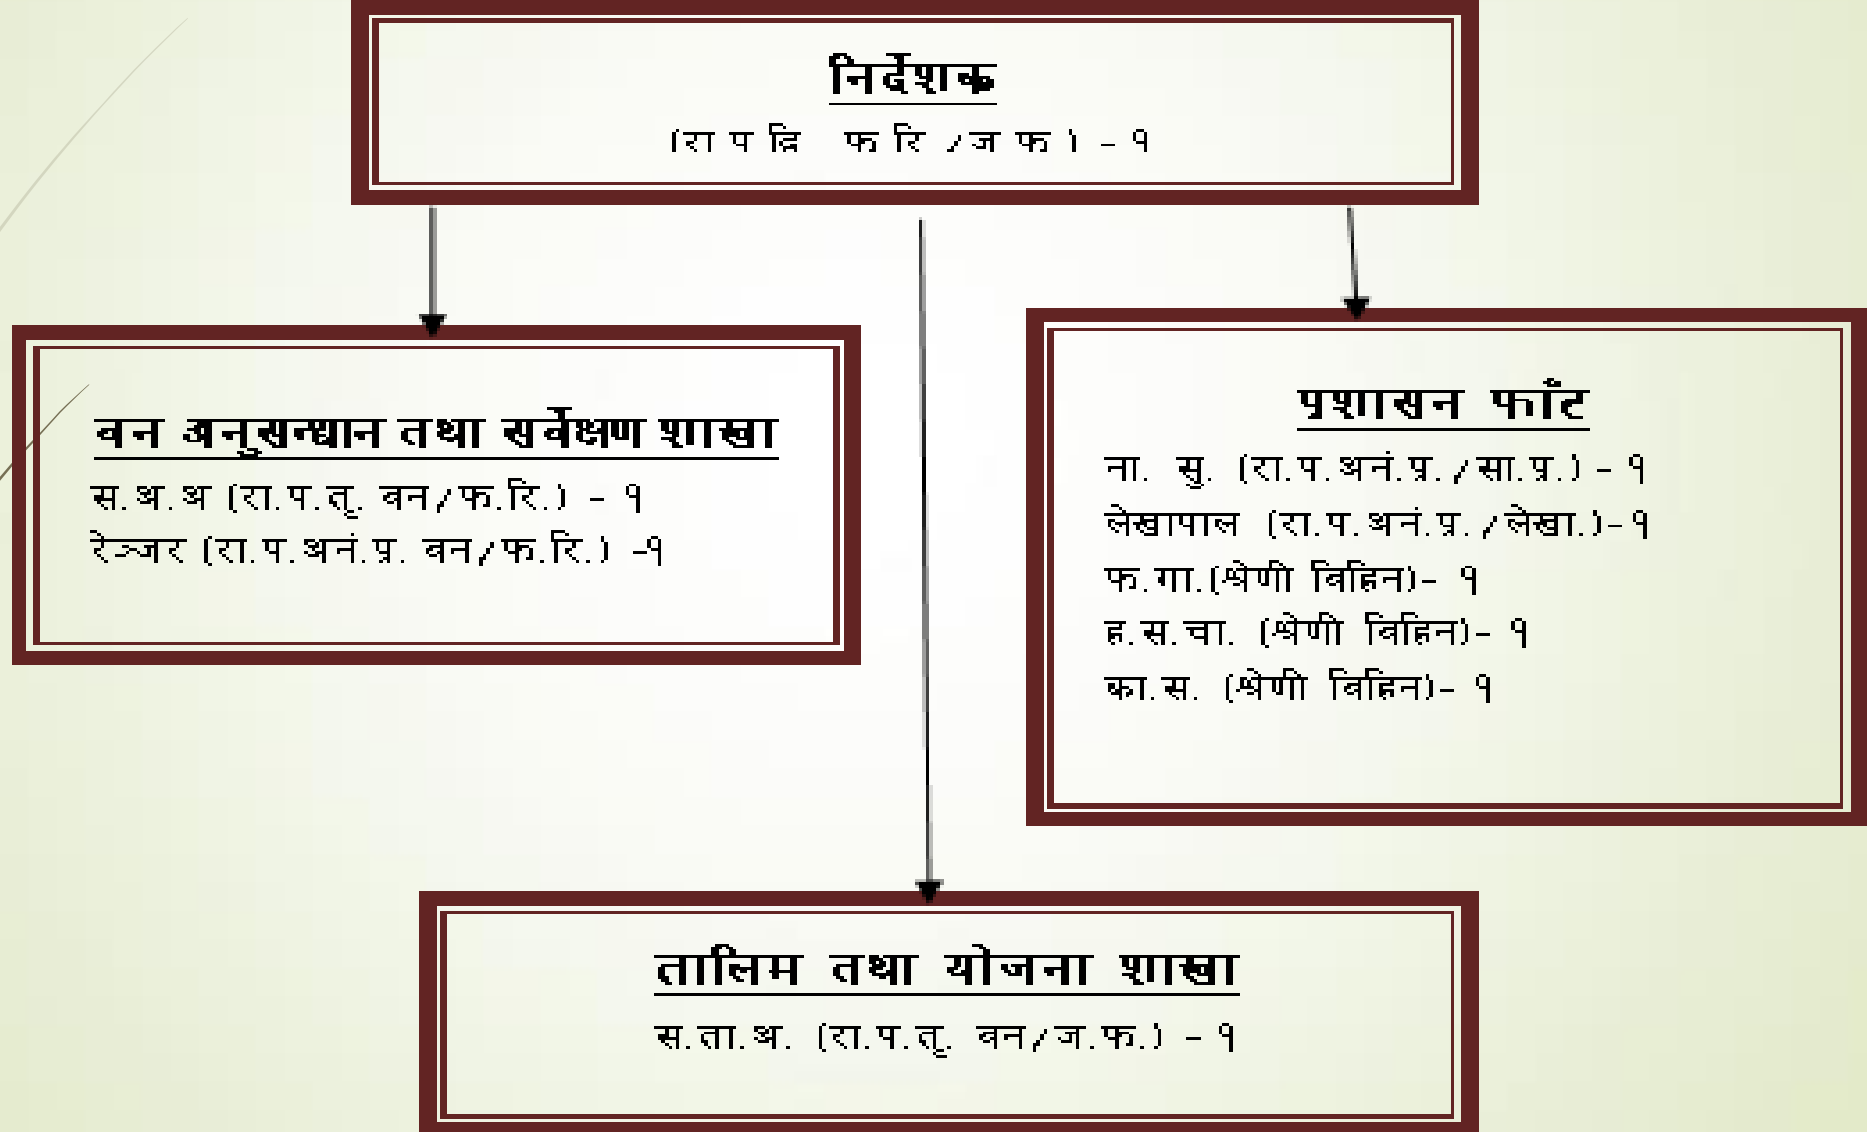 निर्देशक
(रा प द्वि फ रि /ज फ ) – १
वन अनुसन्धान तथा सर्वेक्षण शाखा
स.अ.अ (रा.प.तृ. वन/फ.रि.) – १
रेञ्जर (रा.प.अनं.प्र. वन/फ.रि.) –१
प्रशासन फाँट
ना. सु. (रा.प.अनं.प्र./सा.प्र.) – १
लेखापाल (रा.प.अनं.प्र./लेखा.)– १
फ.गा.(श्रेणी विहिन)– १
ह.स.चा. (श्रेणी विहिन)– १
का.स. (श्रेणी विहिन)– १
तालिम तथा योजना शाखा
स.ता.अ. (रा.प.तृ. वन/ज.फ.) – १